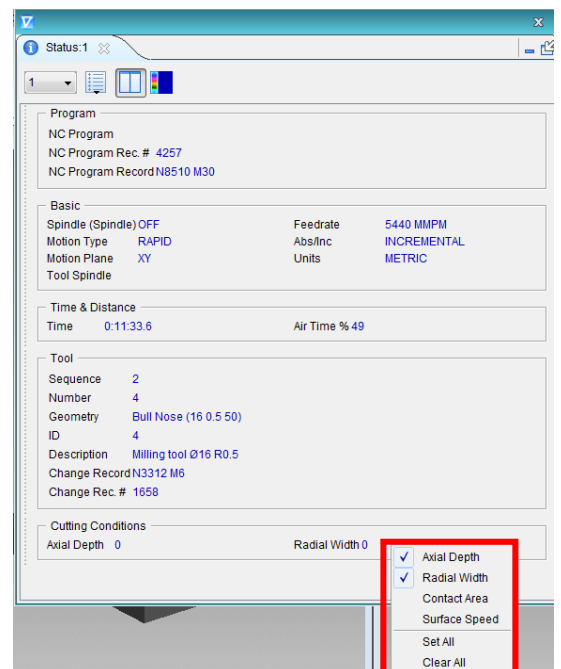 Status:1
1
Program
NC Program
NC Program Rec. # 4257
NC Program Record N8510 M30
Basic
Spindle (Spindle) OFF Feedrate 5440 MMPM
Motion Type RAPID Abs/Inc INCREMENTAL
Motion Plane XY Units METRIC
Tool Spindle
Time & Distance
Time 0:11:33.6 Air Time % 49
Tool
Sequence 2
Number 4
Geometry Bull Nose (16 0.5 50)
ID 4
Description Milling tool Ø16 R0.5
Change Record N3312 M6
Change Rec. # 1658
Cutting Conditions
Axial Depth 0 Radial Width 0
Axial Depth
Radial Width
Contact Area
Surface Speed
Set All
Clear All